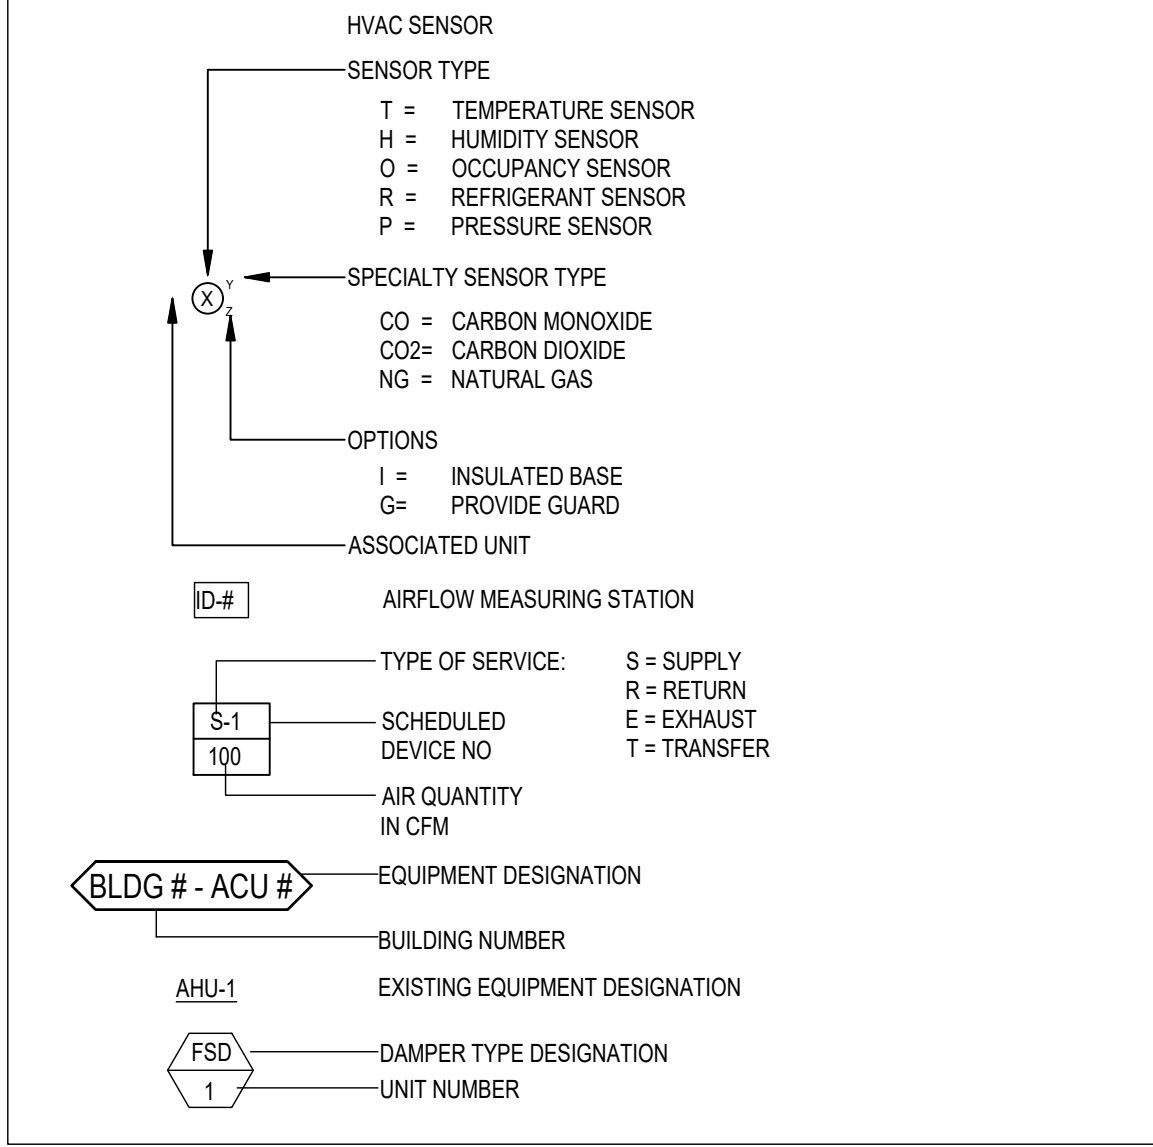 HVAC SENSOR
SENSOR TYPE
T = TEMPERATURE SENSOR
H = HUMIDITY SENSOR
O = OCCUPANCY SENSOR
R = REFRIGERANT SENSOR
P = PRESSURE SENSOR
SPECIALTY SENSOR TYPE
X Y
Z
CO = CARBON MONOXIDE
CO2= CARBON DIOXIDE
NG = NATURAL GAS
OPTIONS
I = INSULATED BASE
G= PROVIDE GUARD
ASSOCIATED UNIT
ID-# AIRFLOW MEASURING STATION
TYPE OF SERVICE: S = SUPPLY
R = RETURN
S-1 SCHEDULED E = EXHAUST
DEVICE NO T = TRANSFER
100
AIR QUANTITY
IN CFM
BLDG # - ACU # EQUIPMENT DESIGNATION
BUILDING NUMBER
AHU-1 EXISTING EQUIPMENT DESIGNATION
FSD DAMPER TYPE DESIGNATION
1 UNIT NUMBER